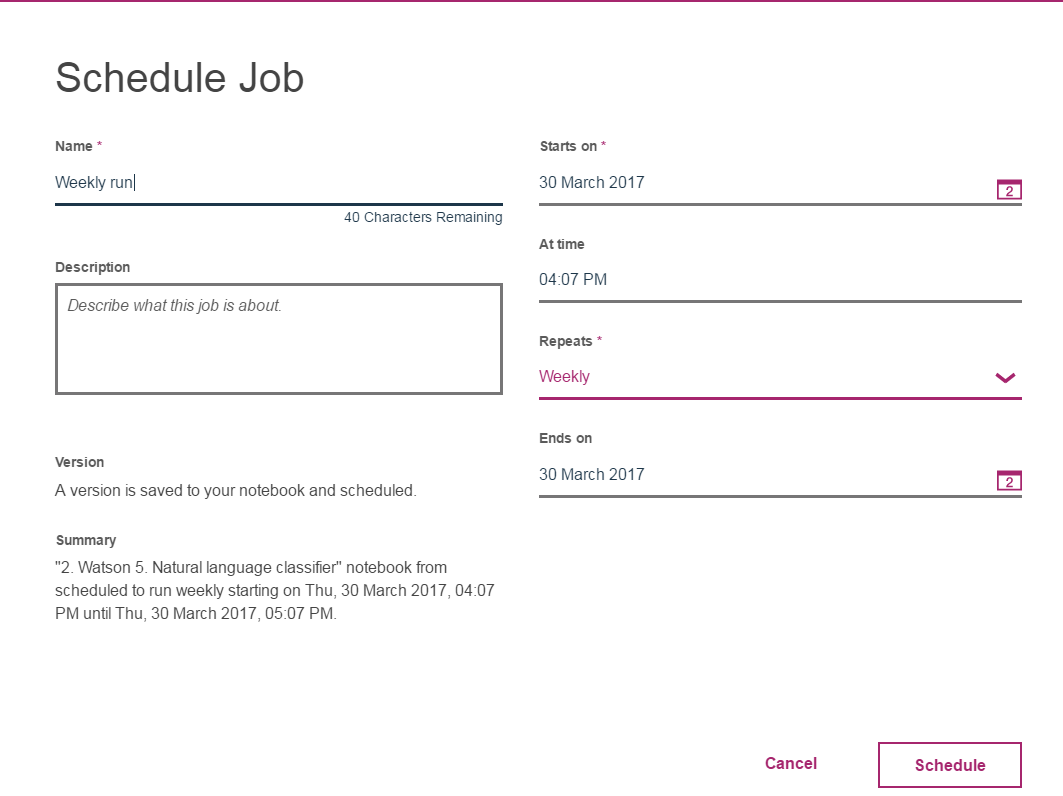 Schedule Job
Name *
Weekly run
40 Characters Remaining
Description
Describe what this job is about.
Version
A version is saved to your notebook and scheduled.
Summary
"2. Watson 5. Natural language classifier" notebook from
scheduled to run weekly starting on Thu, 30 March 2017, 04:07
PM until Thu, 30 March 2017, 05:07 PM.
Starts on *
30 March 2017
2
At time
04:07 PM
Repeats *
Weekly
Ends on
30 March 2017
2
Cancel
Schedule